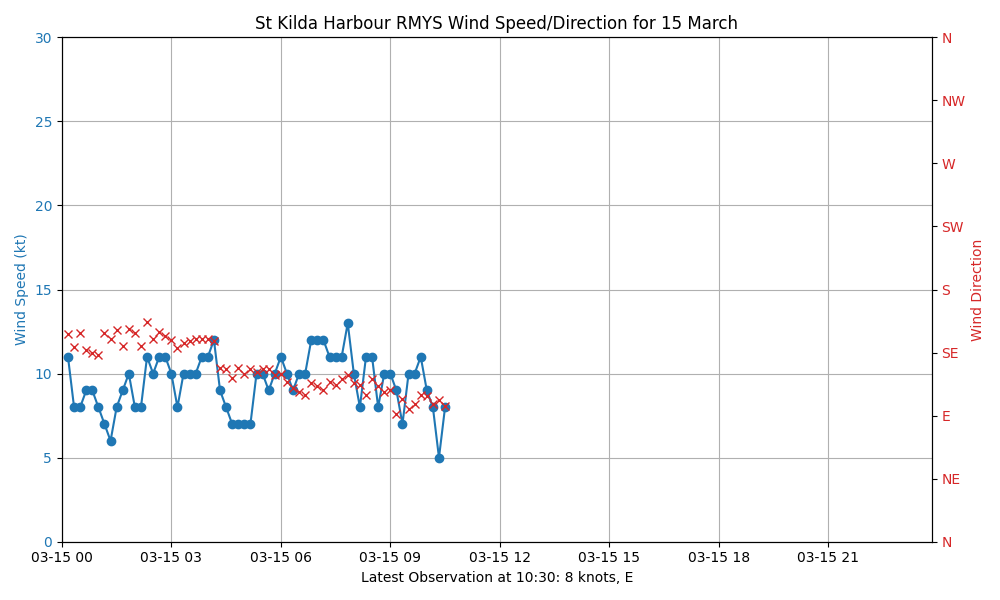 St Kilda Harbour RMYS Wind Speed/Direction for 15 March
30
25
20
15
10
5
0
Wind Speed (kt)
N
NW
W
SW
S
SE
E
NE
N
Wind Direction
03-15 00
03-15 03
03-15 06
03-15 09
03-15 12
03-15 15
03-15 18
03-15 21
Latest Observation at 10:30: 8 knots, E